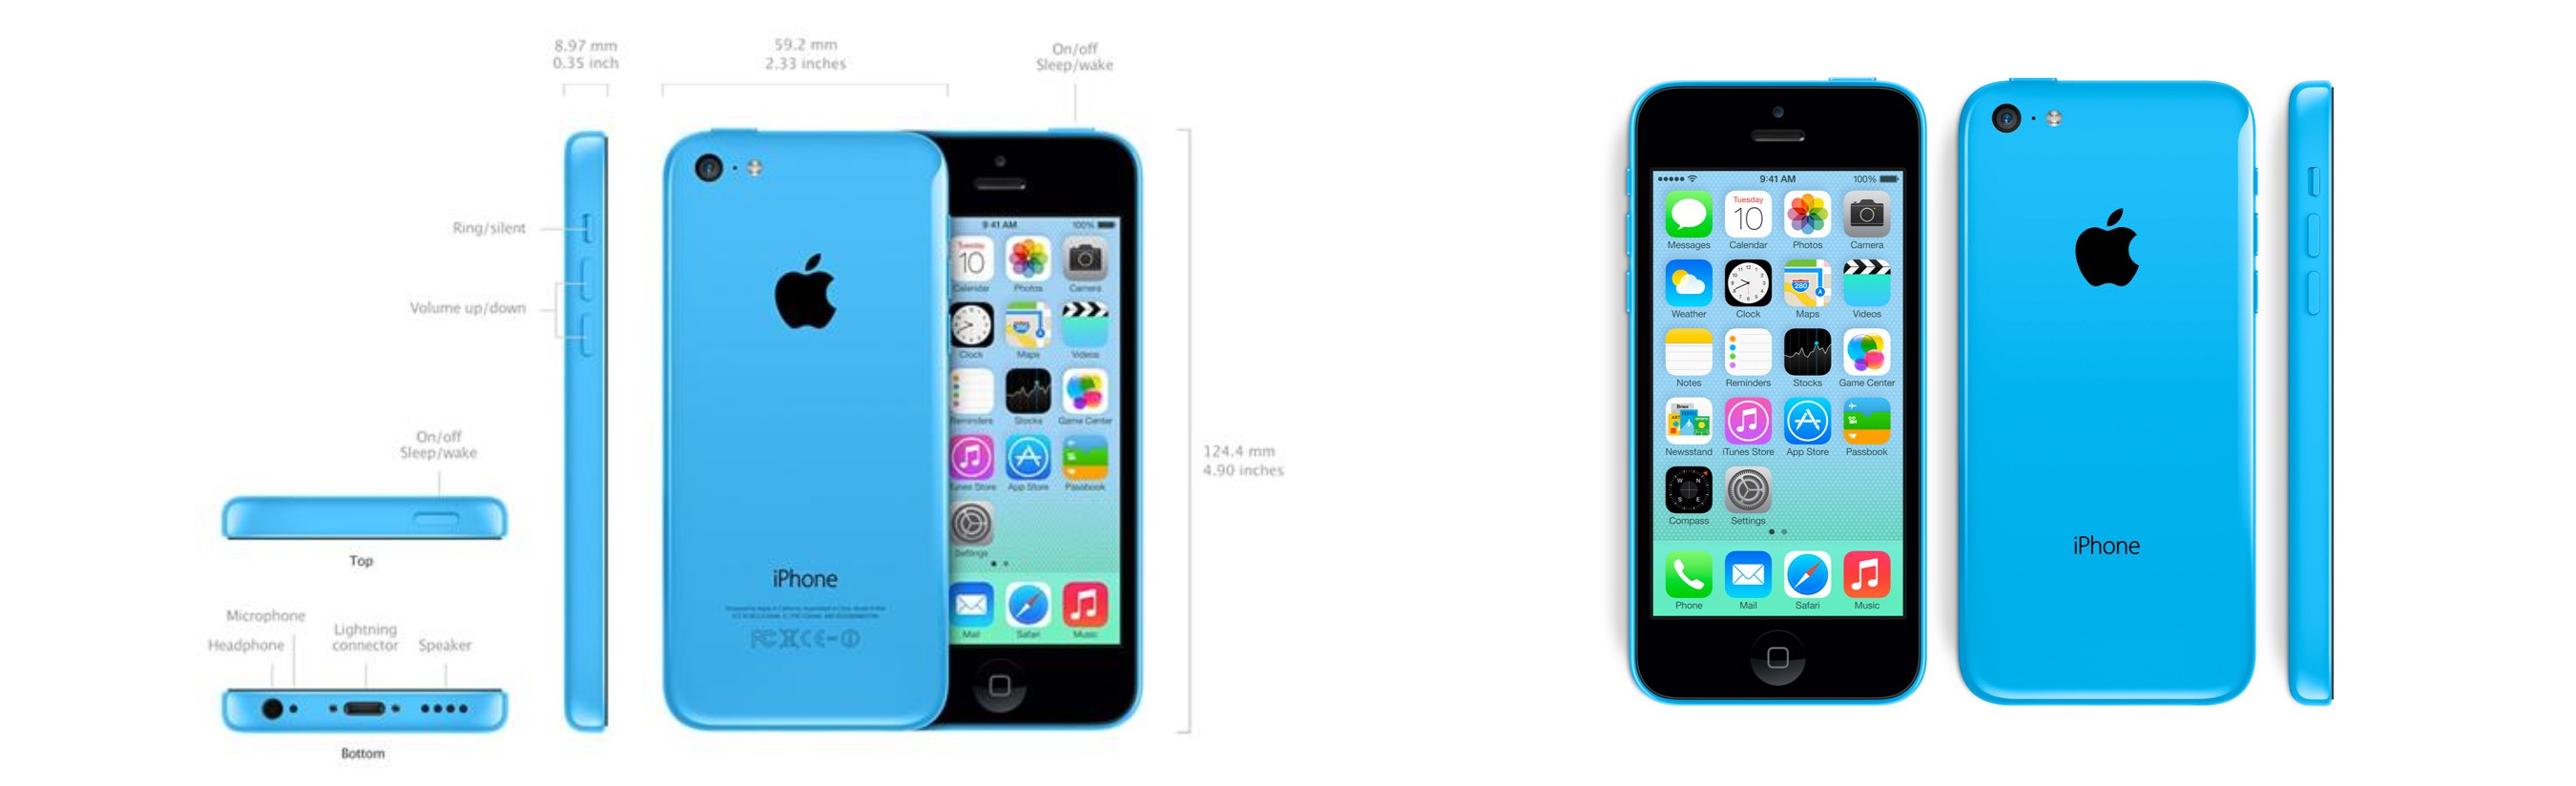 8.97 mm
0.35 inch
59.2 mm
2.33 inches
On/off
Sleep/wake
Ring/silent
Volume up/down
On/off
Sleep/wake
Top
Microphone
Headphone
Lightning
connector
Speaker
Bottom
iPhone
9:41 AM 100%
Tuesday
10
Calendar Photos Camera
280
Clock Maps Videos
Reminders Stocks Game Center
iTunes Store App Store Passbook
Settings
Mail Safari Music
124.4 mm
4.90 inches
9:41 AM 100%
Tuesday
10
Messages Calendar Photos Camera
280
Weather Clock Maps Videos
Notes Reminders Stocks Game Center
Newsstand iTunes Store App Store Passbook
N
W E
S
Compass Settings
Phone Mail Safari Music
iPhone